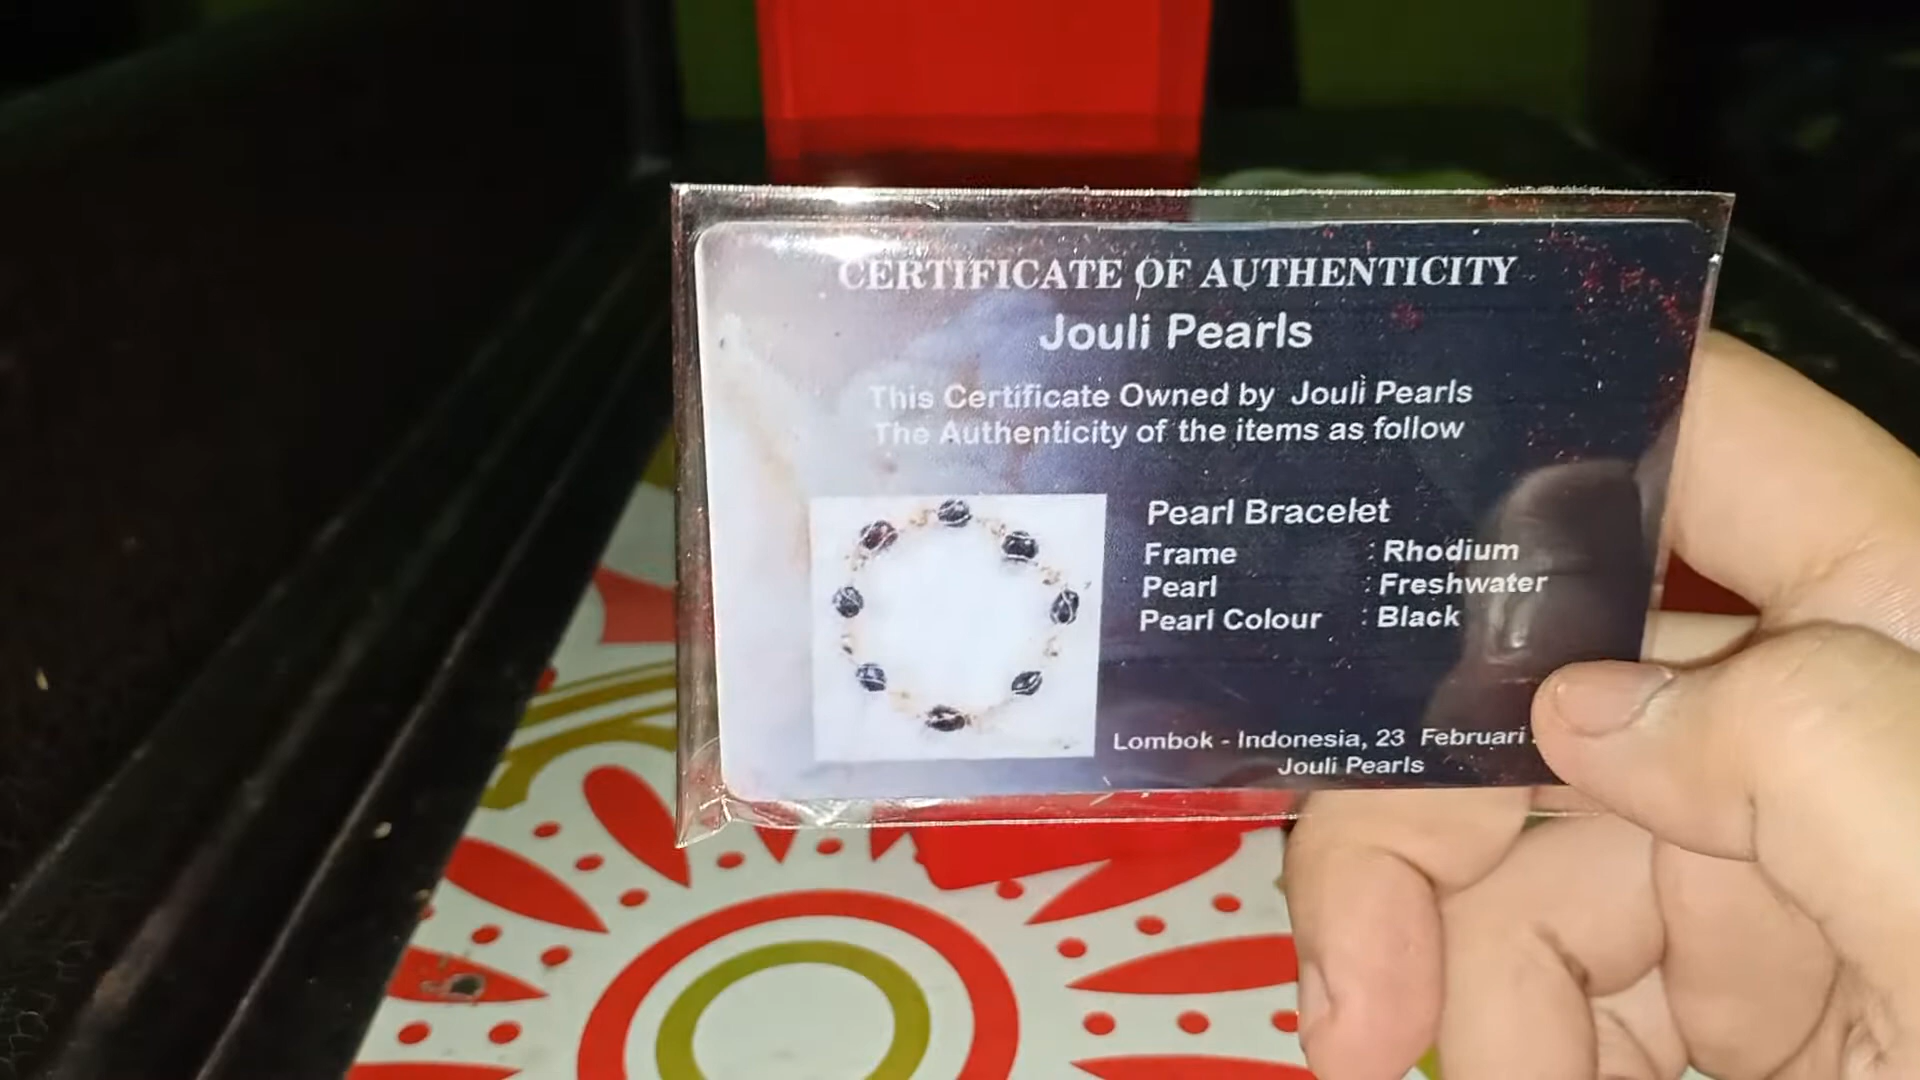 CERTIFICATE OF AUTHENTICITY
Jouli Pearls
This Certificate Owned by Jouli Pearls
The Authenticity of the items as follow
Pearl Bracelet
Frame : Rhodium
Pearl : Freshwater
Pearl Colour : Black
Lombok - Indonesia, 23 Februari
Jouli Pearls